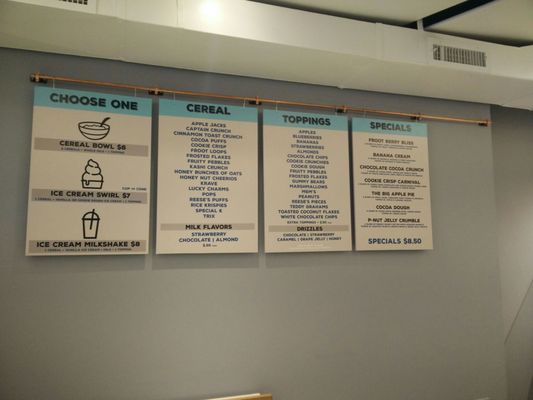 CHOOSE ONE
CEREAL BOWL $8
ICE CREAM SWIRL $7
ICE CREAM MILKSHAKE $8
CEREAL
APPLE JACKS
CAPTAIN CRUNCH
CINNAMON TOAST CRUNCH
COCOA PUFFS
COOKIE CRISP
FROOT LOOPS
FROSTED FLAKES
FRUITY PEBBLES
KASHI CRUNCH
HONEY BUNCHES OF OATS
HONEY NUT CHEERIOS
KRAVE
LUCKY CHARMS
POPS
REESE'S PUFFS
RICE KRISPIES
SPECIAL K
TRIX
MILK FLAVORS
STRAWBERRY
CHOCOLATE | ALMOND
TOPPINGS
APPLES
BLUEBERRIES
BANANAS
STRAWBERRIES
ALMONDS
CHOCOLATE CHIPS
COOKIE CRUNCHES
COOKIE DOUGH
FRUITY PEBBLES
FROSTED FLAKES
GUMMY BEARS
MARSHMALLOWS
M&M'S
PEANUTS
REESE'S PIECES
TEDDY GRAHAMS
TOASTED COCONUT FLAKES
WHITE CHOCOLATE CHIPS
DRIZZLES
CHOCOLATE | STRAWBERRY
CARAMEL | GRAPE JELLY | HONEY
SPECIALS
FROOT BERRY BLISS
BANANA CREAM
CHOCOLATE COCOA CRUNCH
COOKIE CRISP CARNIVAL
THE BIG APPLE PIE
COCOA DOUGH
P-NUT JELLY CRUMBLE
SPECIALS $8.50